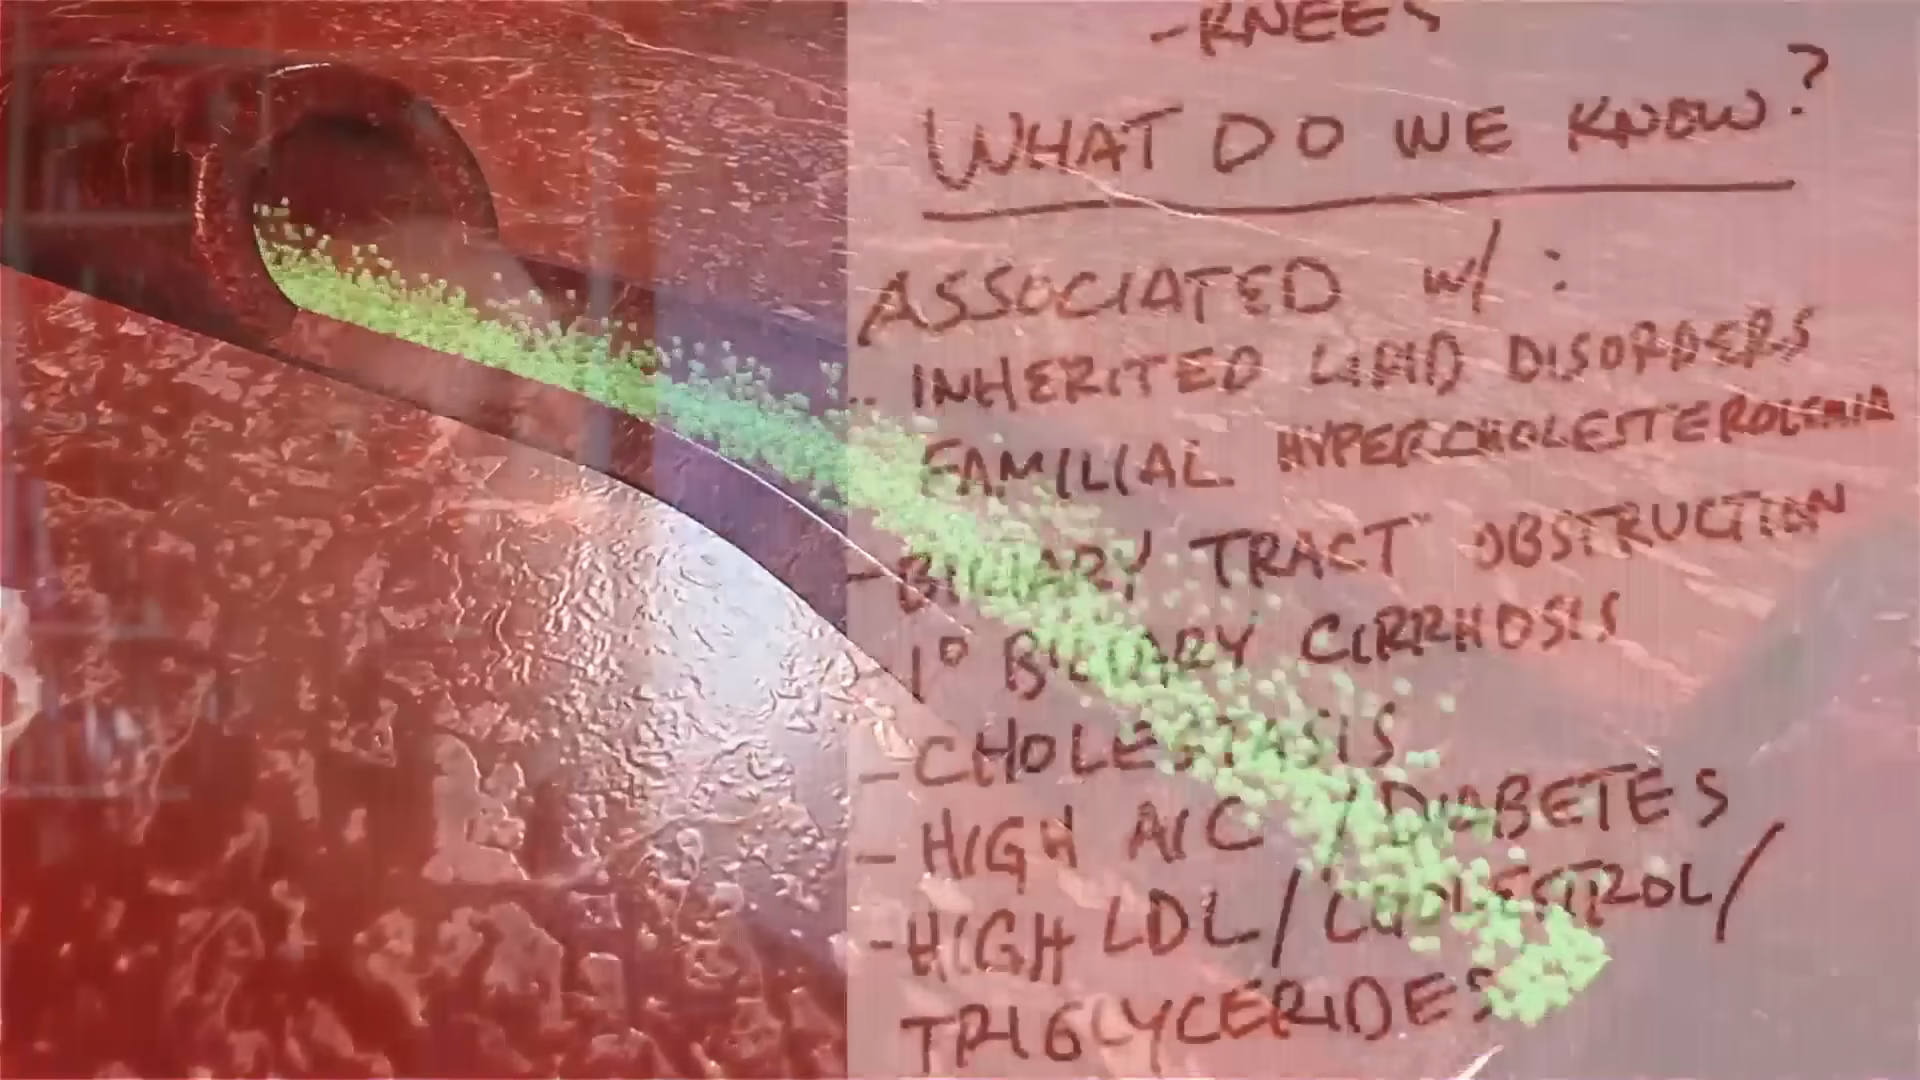 -KNEES
WHAT DO WE KNOW?
ASSOCIATED w/ :
- INHERITED LIPID DISORDERS
FAMILIAL HYPERCHOLESTEROLEMIA
- BILIARY TRACT OBSTRUCTION
- 1° BILIARY CIRRHOSIS
- CHOLESTASIS
- HIGH A1C / DIABETES
- HIGH LDL / CHOLESTROL /
TRIGLYCERIDES